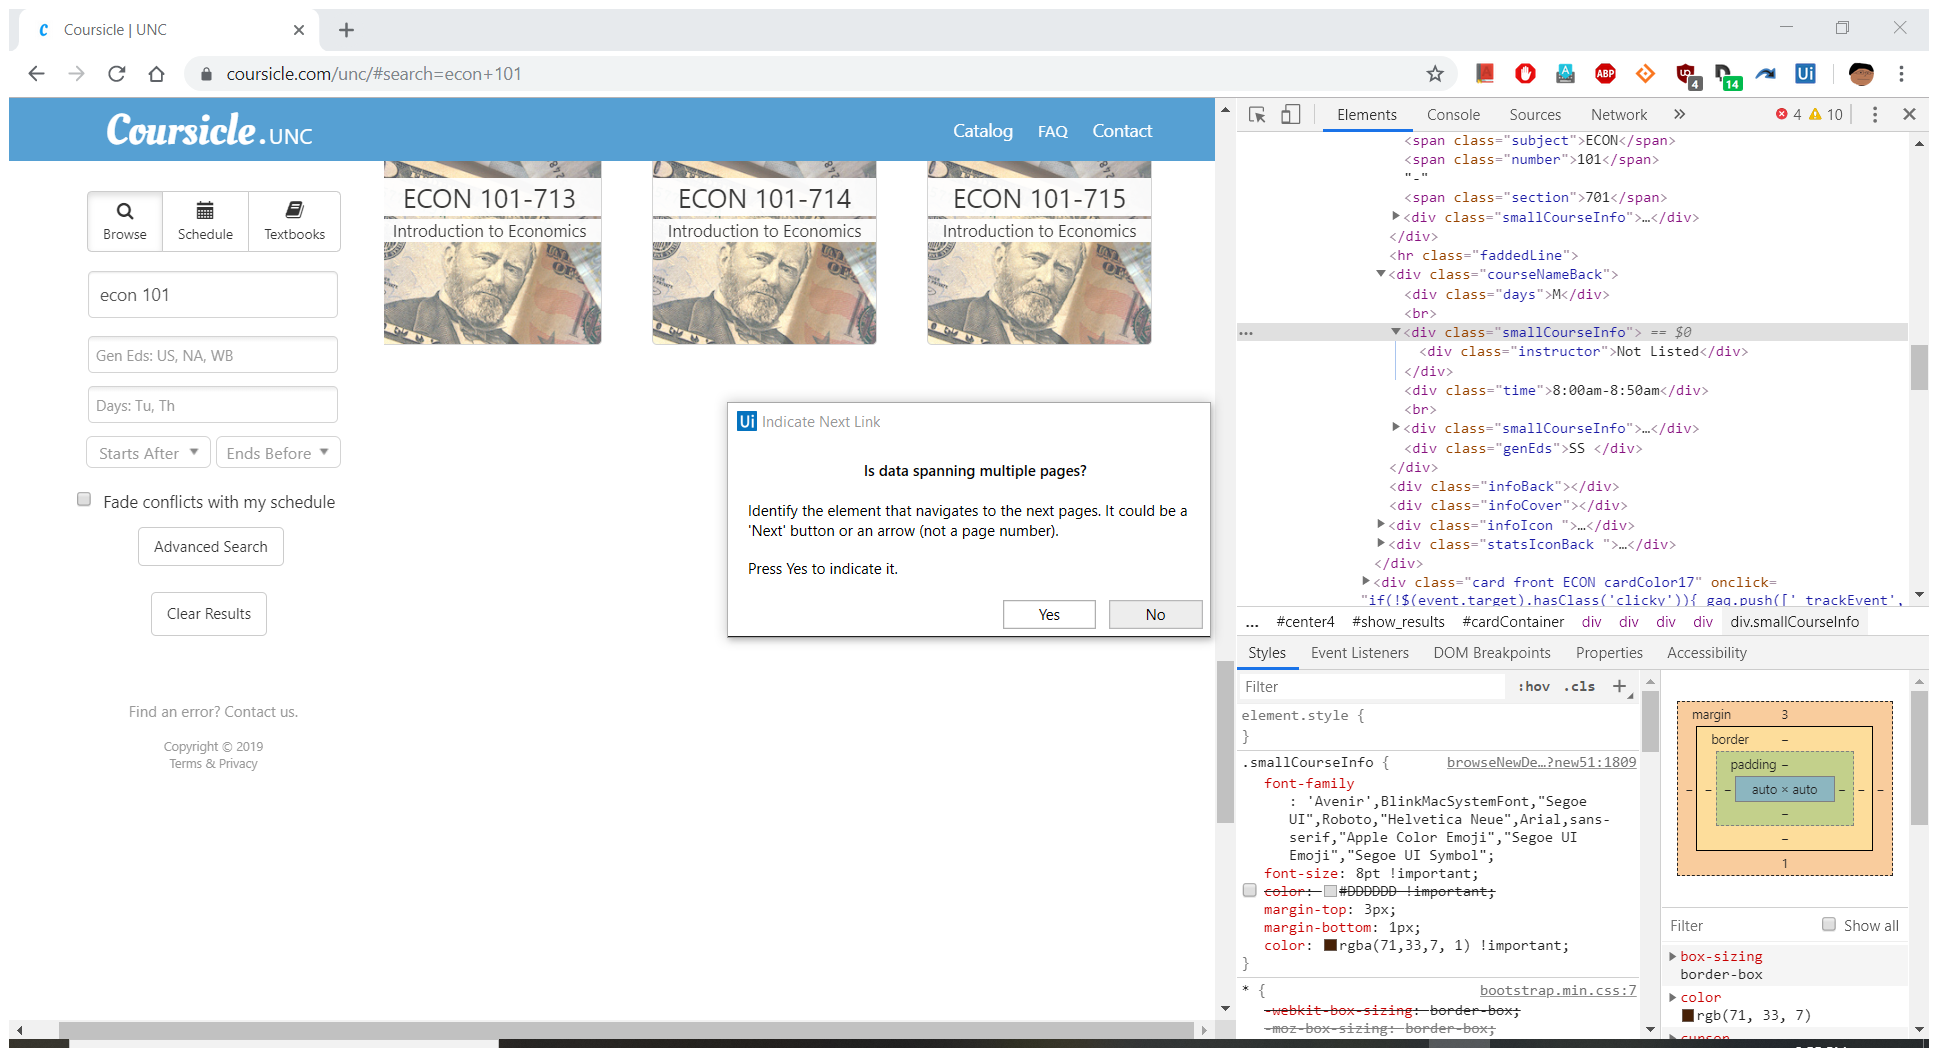 Coursicle | UNC
coursicle.com/unc/#search=econ+101
ABP
4
14
Ui
Coursicle.UNC
Catalog FAQ Contact
Browse Schedule Textbooks
econ 101
Gen Eds: US, NA, WB
Days: Tu, Th
Starts After Ends Before
Fade conflicts with my schedule
Advanced Search
Clear Results
Find an error? Contact us.
Copyright © 2019
Terms & Privacy
ECON 101-713 ECON 101-714 ECON 101-715
Introduction to Economics Introduction to Economics Introduction to Economics
Ui Indicate Next Link
Is data spanning multiple pages?
Identify the element that navigates to the next pages. It could be a
'Next' button or an arrow (not a page number).
Press Yes to indicate it.
Yes No
Elements Console Sources Network » 4 10
<span class="subject">ECON</span>
<span class="number">101</span>
"-"
<span class="section">701</span>
<div class="smallCourseInfo">…</div>
</div>
<hr class="faddedLine">
<div class="courseNameBack">
<div class="days">M</div>
<br>
<div class="smallCourseInfo"> == $0
<div class="instructor">Not Listed</div>
</div>
<div class="time">8:00am-8:50am</div>
<br>
<div class="smallCourseInfo">…</div>
<div class="genEds">SS </div>
</div>
<div class="infoBack"></div>
<div class="infoCover"></div>
<div class="infoIcon ">…</div>
<div class="statsIconBack ">…</div>
</div>
<div class="card front ECON cardColor17" onclick=
"if(!$(event.target).hasClass('clicky')){ gaq.push(['_trackEvent',
... #center4 #show_results #cardContainer div div div div div.smallCourseInfo
Styles Event Listeners DOM Breakpoints Properties Accessibility
Filter :hov .cls +
element.style {
}
.smallCourseInfo { browseNewDe…?new51:1809
font-family
: 'Avenir',BlinkMacSystemFont,"Segoe
UI",Roboto,"Helvetica Neue",Arial,sans-
serif,"Apple Color Emoji","Segoe UI
Emoji","Segoe UI Symbol";
font-size: 8pt !important;
color: #DDDDDD !important;
margin-top: 3px;
margin-bottom: 1px;
color: rgba(71,33,7, 1) !important;
}
* { bootstrap.min.css:7
-webkit-box-sizing: border-box;
-moz-box-sizing: border-box;
margin 3
border –
padding –
– – – auto × auto – – –
–
–
1
Filter Show all
box-sizing
border-box
color
rgb(71, 33, 7)
cursor